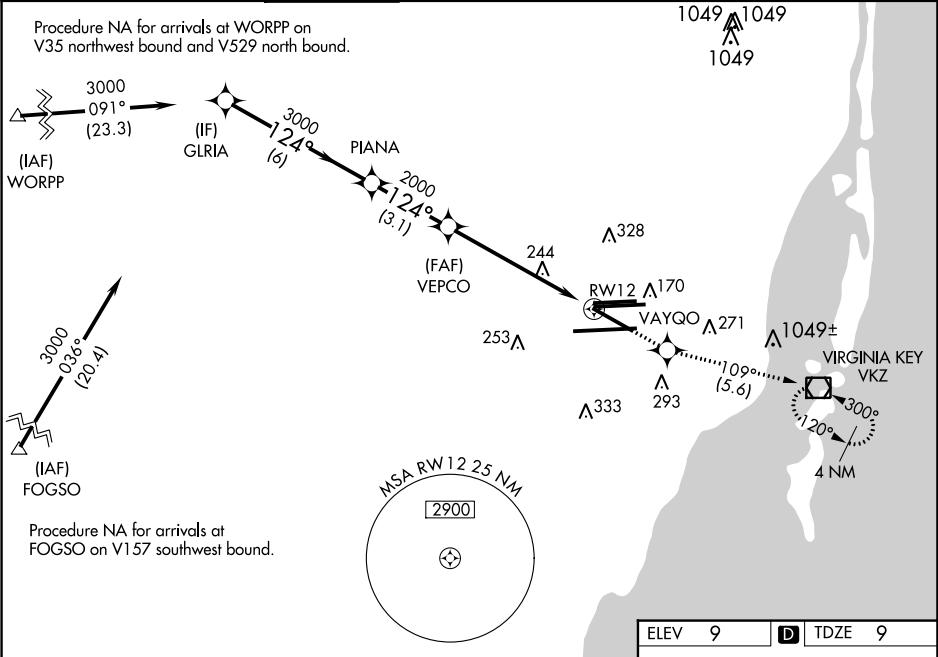 Procedure NA for arrivals at WORPP on
V35 northwest bound and V529 north bound.
1049 1049
1049
3000
091°
(23.3)
(IAF)
WORPP
(IF)
GLRIA
3000
124°
(6)
PIANA
2000
124°
(3.1)
(FAF)
VEPCO
328
244
RW12
170
VAYQO
271
1049±
253
VIRGINIA KEY
VKZ
109°
(5.6)
293
333
300°
120°
4 NM
3000
036°
(20.4)
(IAF)
FOGSO
MSA RW12 25 NM
2900
Procedure NA for arrivals at
FOGSO on V157 southwest bound.
ELEV 9 D TDZE 9